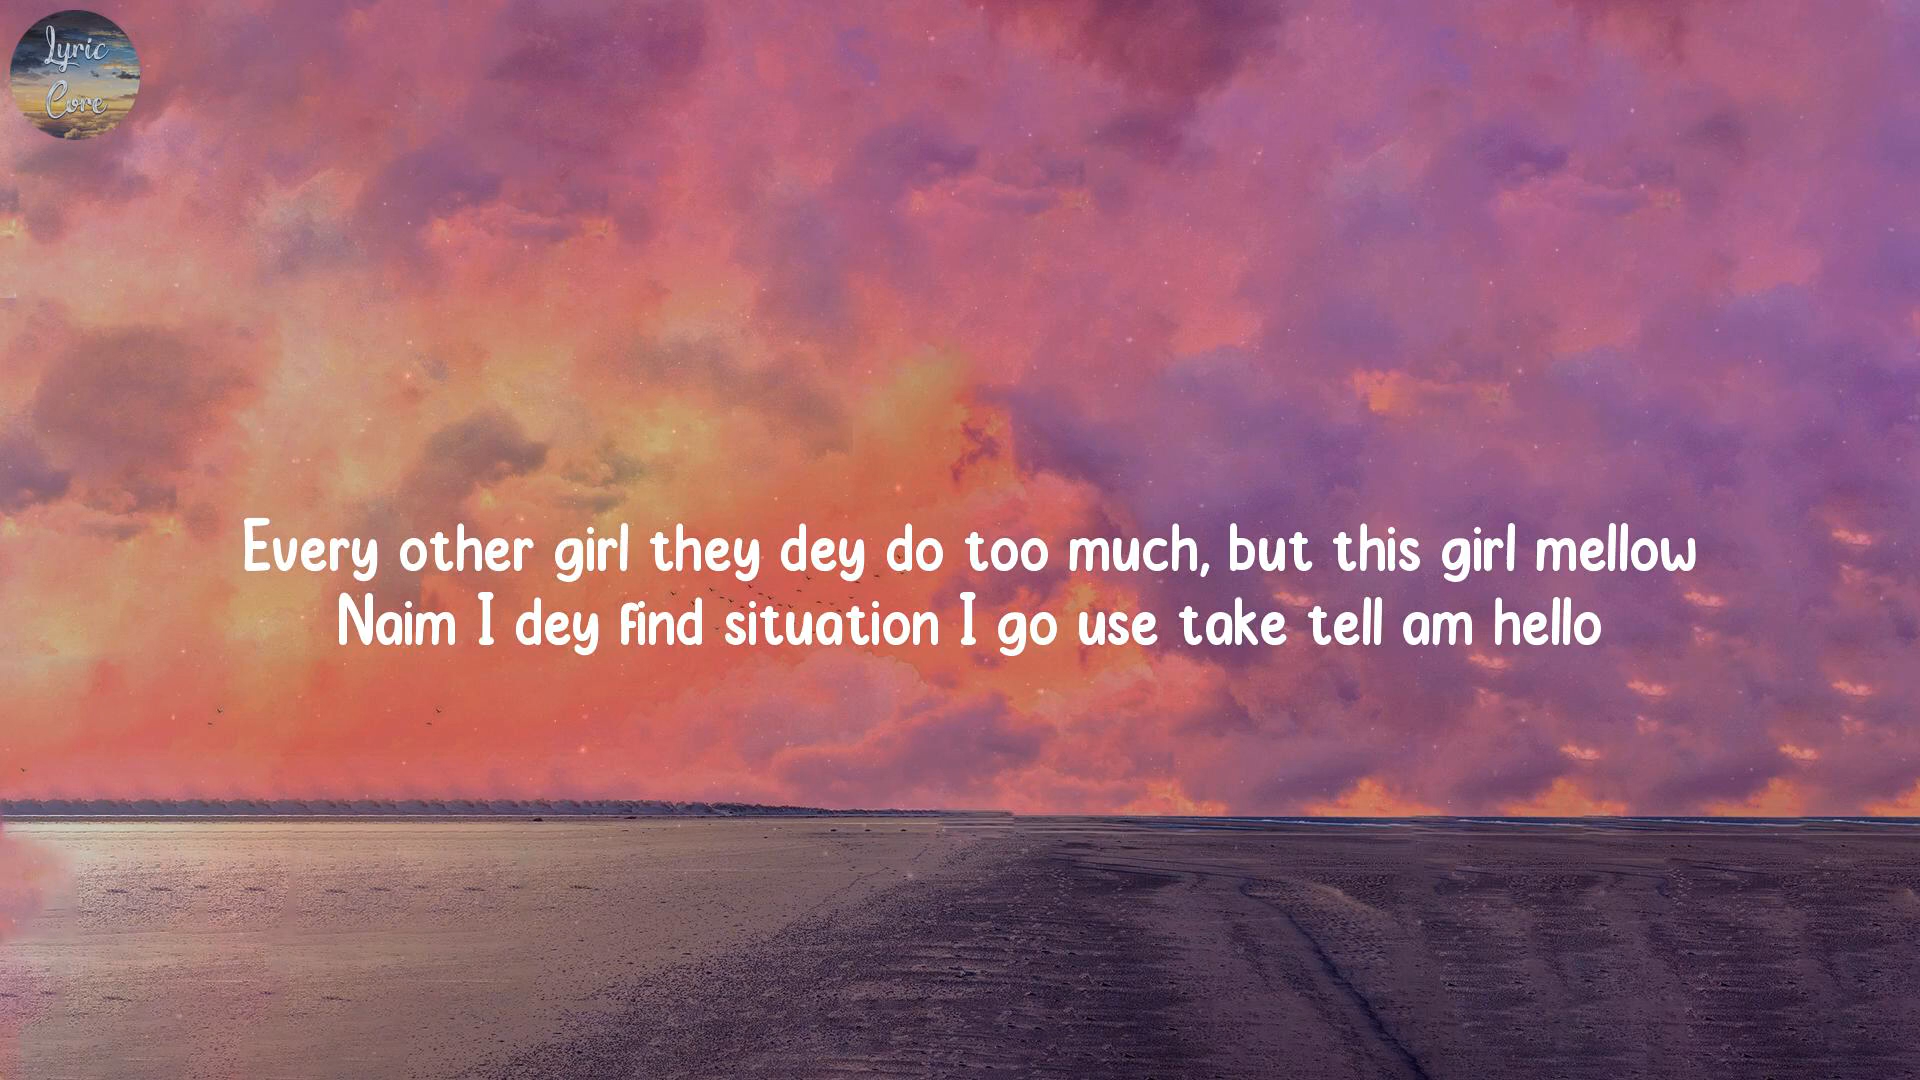 Lyric
Core
Every other girl they dey do too much, but this girl mellow
Naim I dey find situation I go use take tell am hello